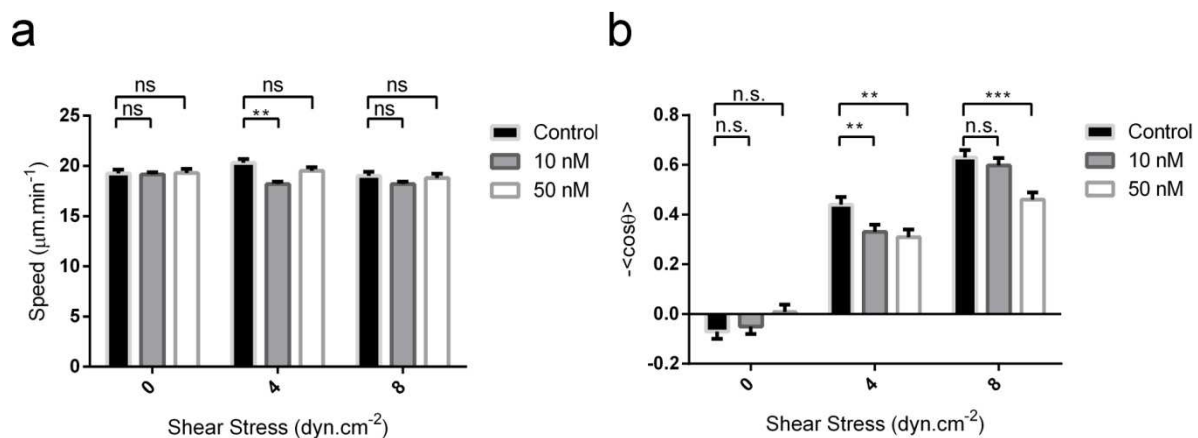 a
ns ns ns
ns ** ns
25
20
15
10
5
0
Speed (μm.min⁻¹)
0 4 8
Shear Stress (dyn.cm⁻²)
Control
10 nM
50 nM
b
n.s. ** ***
n.s. ** n.s.
0.8
0.6
0.4
0.2
0.0
-0.2
-<cosθ>
0 4 8
Shear Stress (dyn.cm⁻²)
Control
10 nM
50 nM